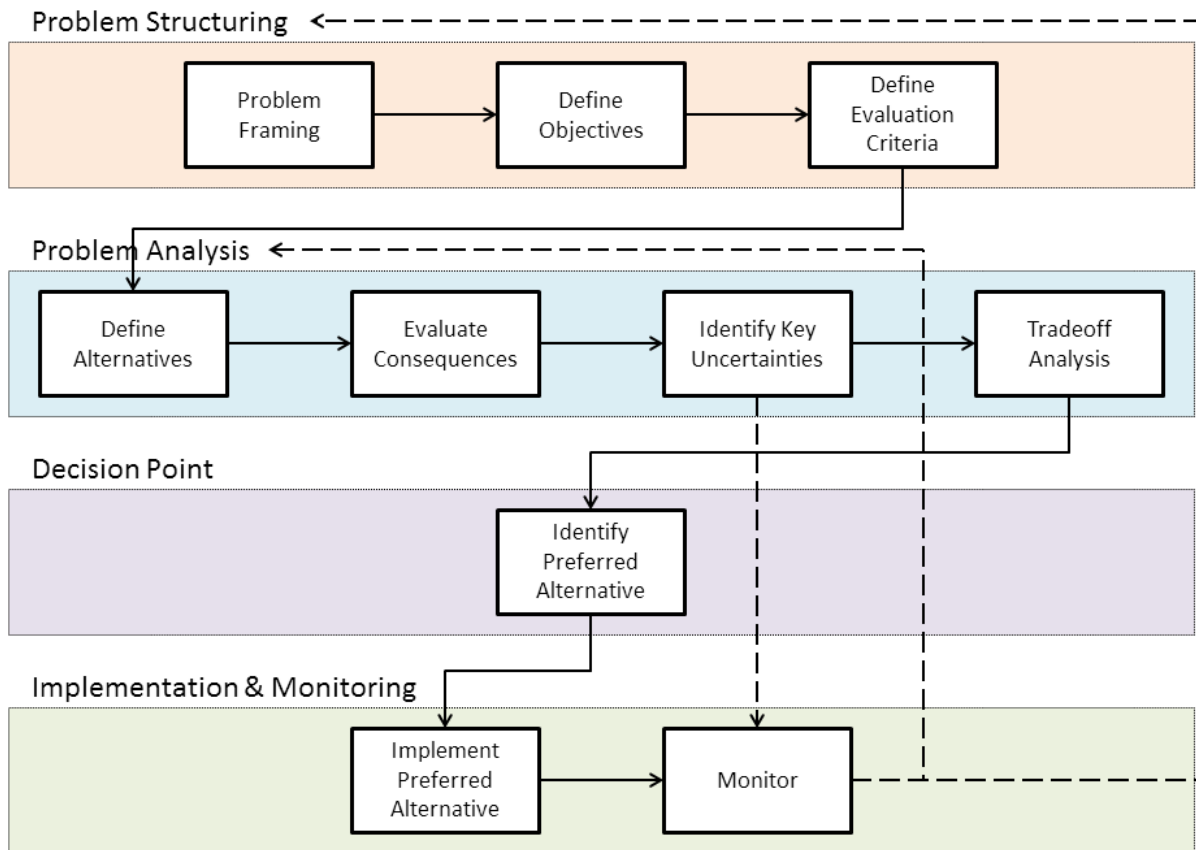 Problem Structuring
Problem
Framing
Define
Objectives
Define
Evaluation
Criteria
Problem Analysis
Define
Alternatives
Evaluate
Consequences
Identify Key
Uncertainties
Tradeoff
Analysis
Decision Point
Identify
Preferred
Alternative
Implementation & Monitoring
Implement
Preferred
Alternative
Monitor